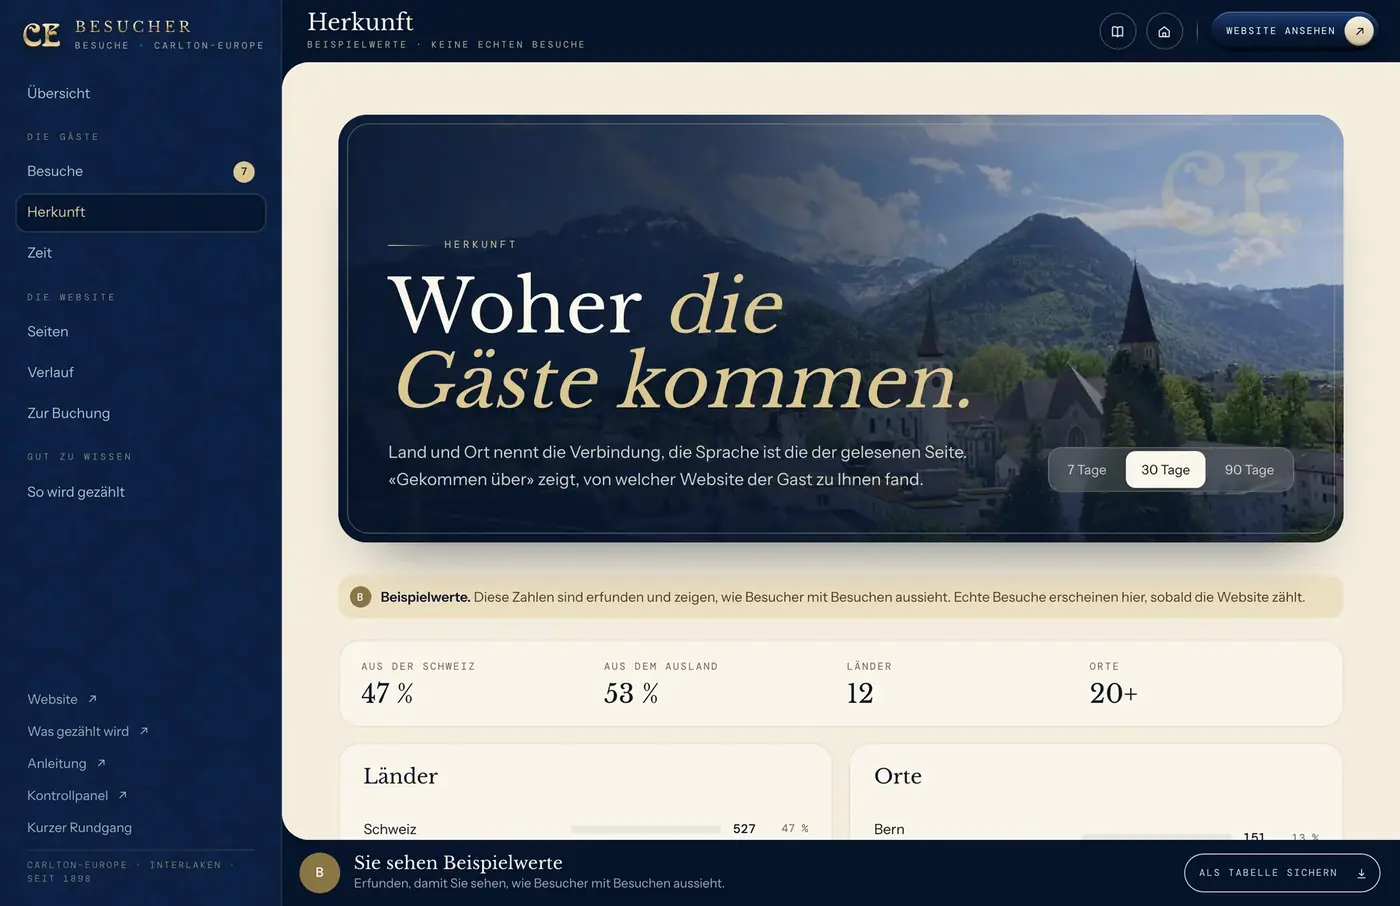 CE
BESUCHER
BESUCHE · CARLTON-EUROPE
Übersicht
DIE GÄSTE
Besuche 7
Herkunft
Zeit
DIE WEBSITE
Seiten
Verlauf
Zur Buchung
GUT ZU WISSEN
So wird gezählt
Website ↗
Was gezählt wird ↗
Anleitung ↗
Kontrollpanel ↗
Kurzer Rundgang
CARLTON-EUROPE · INTERLAKEN ·
SEIT 1898
Herkunft
BEISPIELWERTE · KEINE ECHTEN BESUCHE
WEBSITE ANSEHEN ↗
CE
HERKUNFT
Woher die
Gäste kommen.
Land und Ort nennt die Verbindung, die Sprache ist die der gelesenen Seite.
«Gekommen über» zeigt, von welcher Website der Gast zu Ihnen fand.
7 Tage 30 Tage 90 Tage
B Beispielwerte. Diese Zahlen sind erfunden und zeigen, wie Besucher mit Besuchen aussieht. Echte Besuche erscheinen hier, sobald die Website zählt.
AUS DER SCHWEIZ
47 %
AUS DEM AUSLAND
53 %
LÄNDER
12
ORTE
20+
Länder
Schweiz 527 47 %
Orte
Bern 151 13 %
B
Sie sehen Beispielwerte
Erfunden, damit Sie sehen, wie Besucher mit Besuchen aussieht.
ALS TABELLE SICHERN